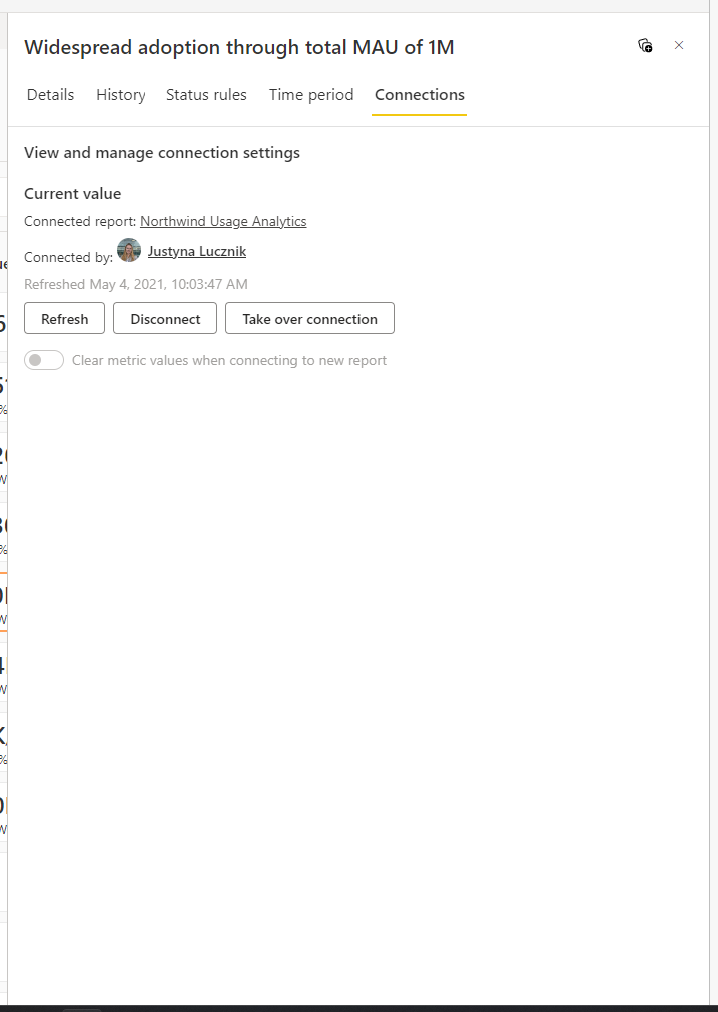 Widespread adoption through total MAU of 1M
Details History Status rules Time period Connections
View and manage connection settings
Current value
Connected report: Northwind Usage Analytics
Connected by: Justyna Lucznik
Refreshed May 4, 2021, 10:03:47 AM
Refresh Disconnect Take over connection
Clear metric values when connecting to new report